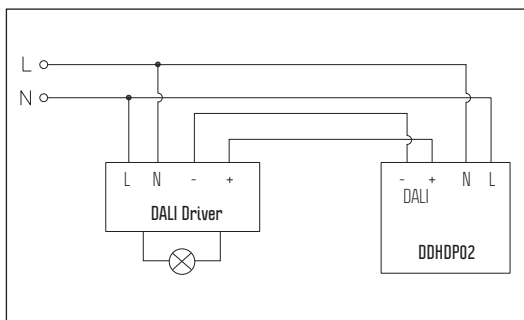 L
N
L N - +
DALI Driver
- + N L
DALI
DDHDP02